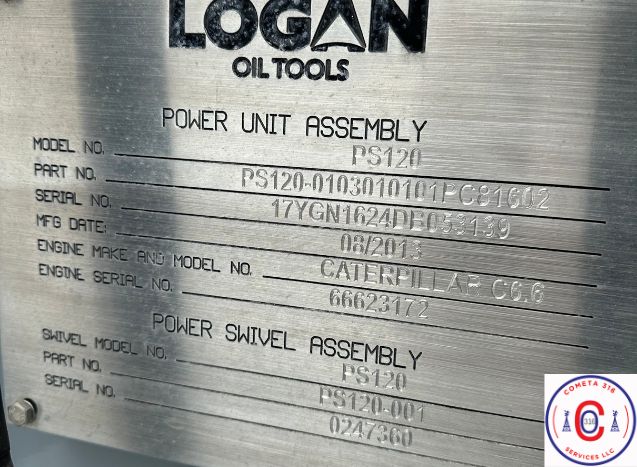 LOGAN
OIL TOOLS
POWER UNIT ASSEMBLY
MODEL NO. PS120
PART NO. PS120-0103010101PC81602
SERIAL NO. 17YGN1624DB053139
MFG DATE: 08/2013
ENGINE MAKE AND MODEL NO. CATERPILLAR C6.6
ENGINE SERIAL NO. 66623172
POWER SWIVEL ASSEMBLY
SWIVEL MODEL NO. PS120
PART NO. PS120-001
SERIAL NO. 0247360
COMETA 316
316
SERVICES LLC